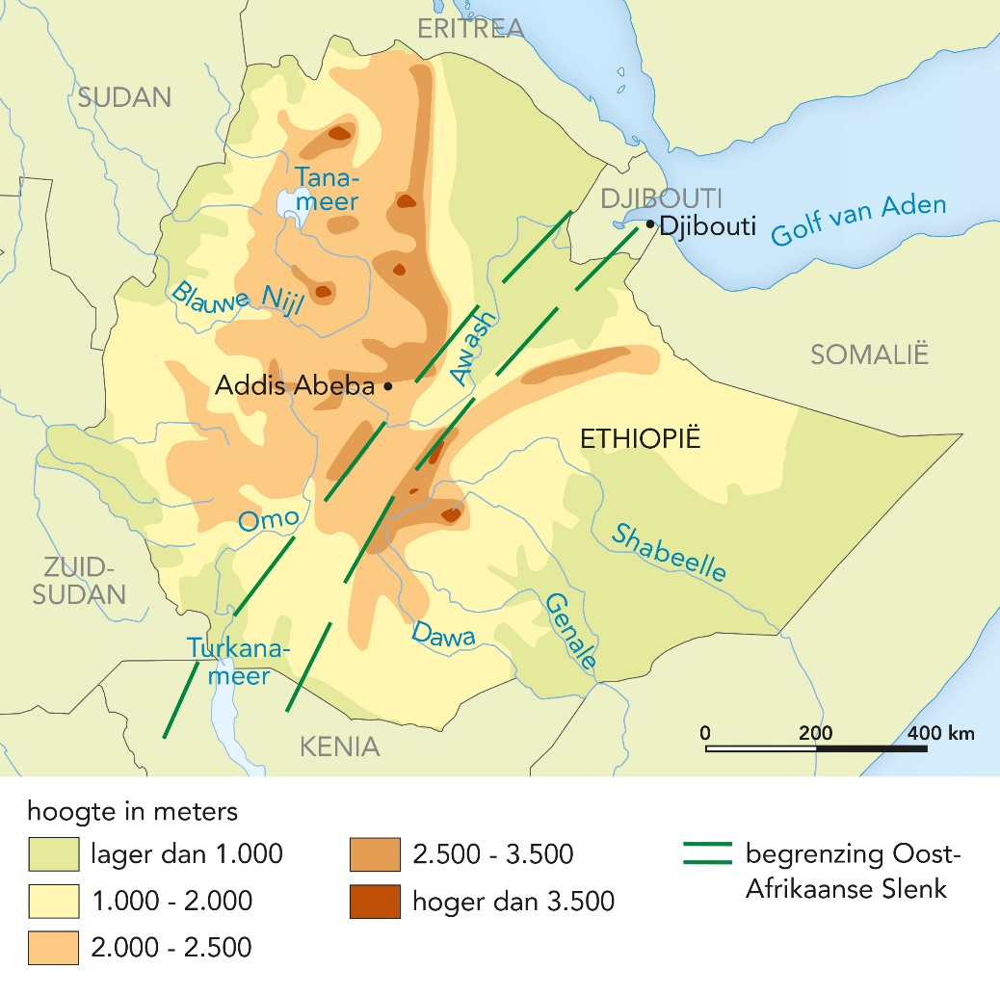 ERITREA
SUDAN
Tana-
meer
DJIBOUTI
Djibouti
Golf van Aden
Blauwe Nijl
Awash
SOMALIË
Addis Abeba
ETHIOPIË
Omo
Shabeelle
ZUID-
SUDAN
Genale
Dawa
Turkana-
meer
KENIA
0 200 400 km
hoogte in meters
lager dan 1.000
1.000 - 2.000
2.000 - 2.500
2.500 - 3.500
hoger dan 3.500
begrenzing Oost-
Afrikaanse Slenk